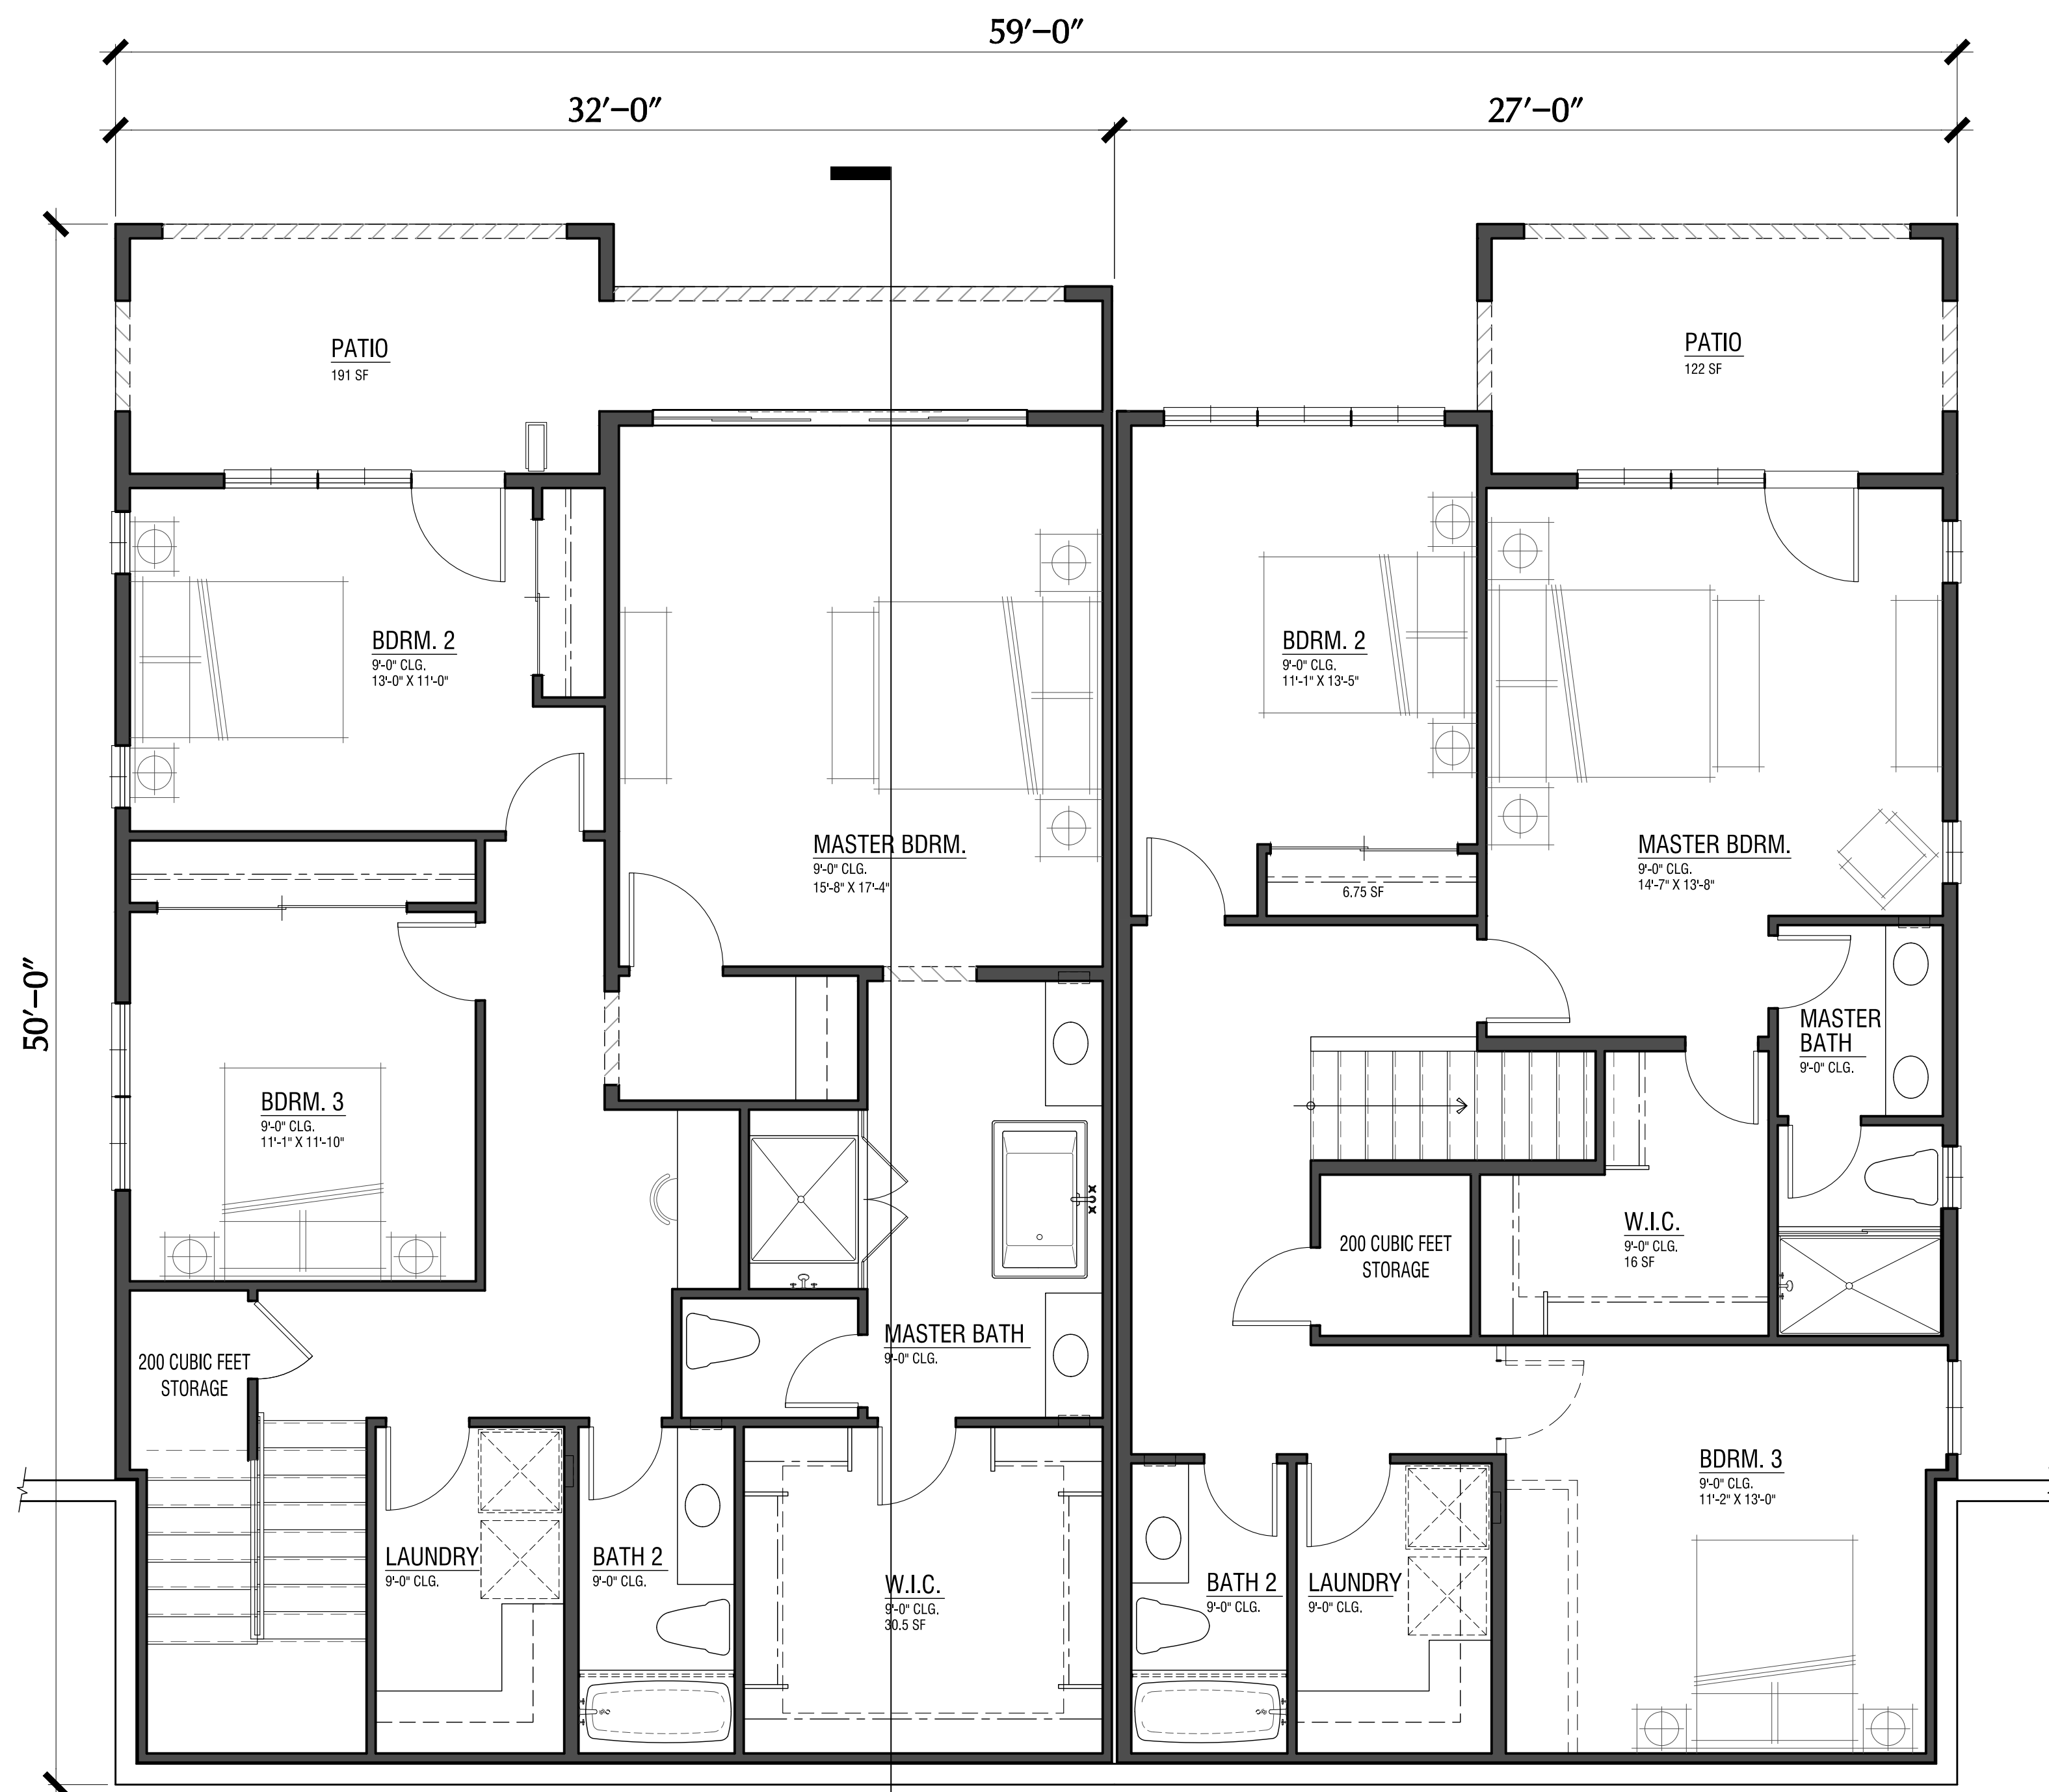 59'-0"
32'-0"
27'-0"
50'-0"
PATIO
191 SF
PATIO
122 SF
BDRM. 2
9'-0" CLG.
13'-0" X 11'-0"
BDRM. 2
9'-0" CLG.
11'-1" X 13'-5"
MASTER BDRM.
9'-0" CLG.
15'-8" X 17'-4"
MASTER BDRM.
9'-0" CLG.
14'-7" X 13'-8"
6.75 SF
MASTER
BATH
9'-0" CLG.
BDRM. 3
9'-0" CLG.
11'-1" X 11'-10"
W.I.C.
9'-0" CLG.
16 SF
200 CUBIC FEET
STORAGE
MASTER BATH
9'-0" CLG.
200 CUBIC FEET
STORAGE
BDRM. 3
9'-0" CLG.
11'-2" X 13'-0"
LAUNDRY
9'-0" CLG.
BATH 2
9'-0" CLG.
W.I.C.
9'-0" CLG.
30.5 SF
BATH 2
9'-0" CLG.
LAUNDRY
9'-0" CLG.